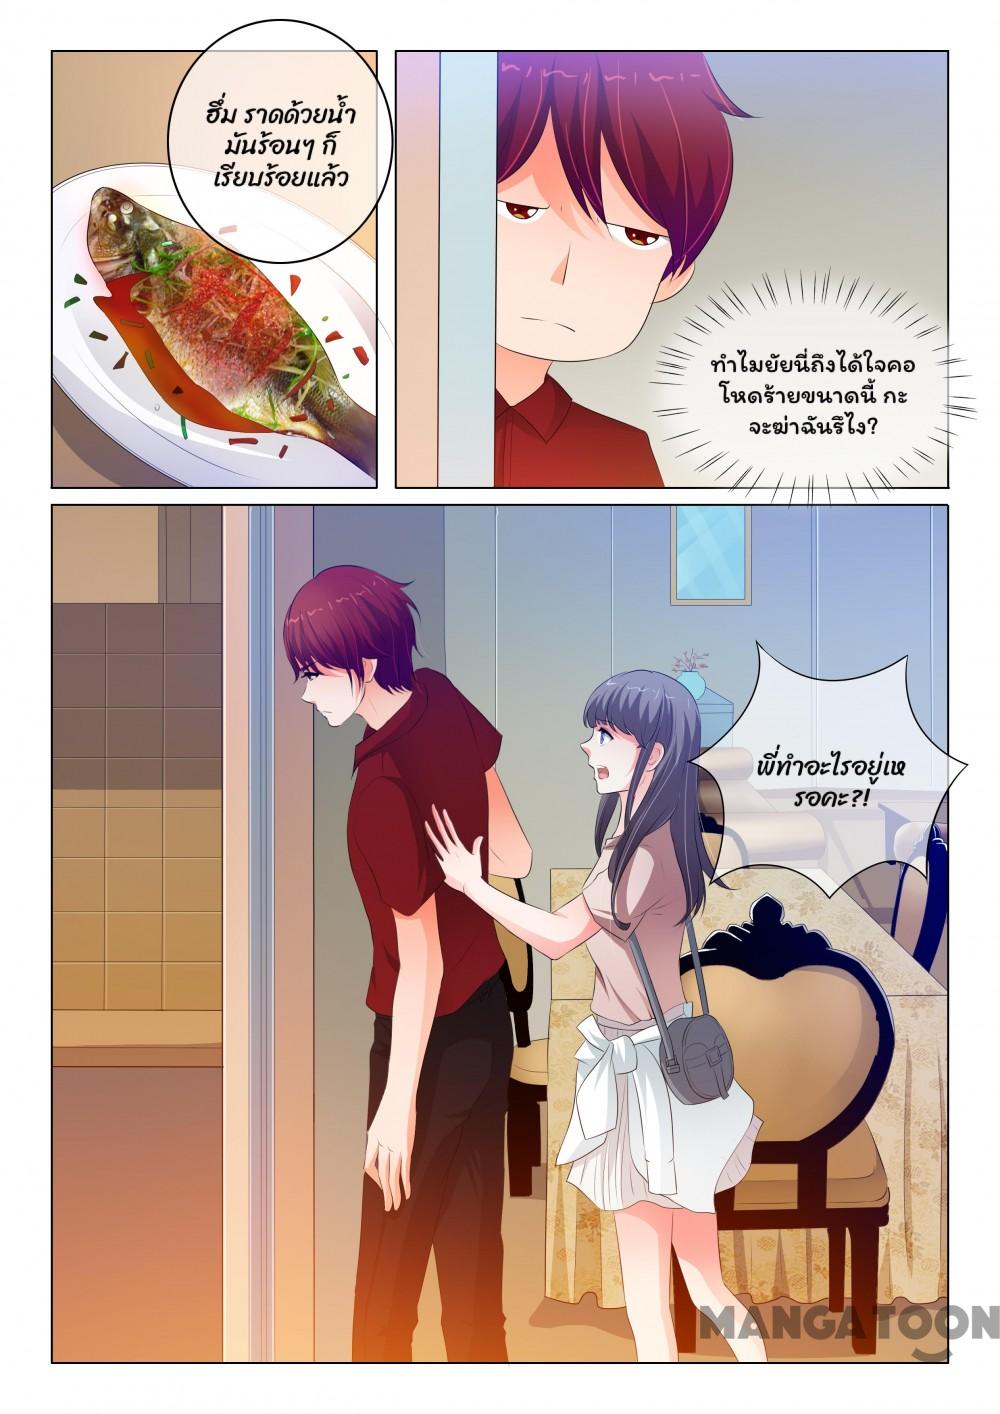 ฮึ่ม ราดด้วยน้ำ
มันร้อนๆ ก็
เรียบร้อยแล้ว
ทำไมยัยนี่ถึงได้ใจคอ
โหดร้ายขนาดนี้ กะ
จะฆ่าฉันรึไง?
พี่ทำอะไรอยู่เห
รอคะ?!
MANGATOON